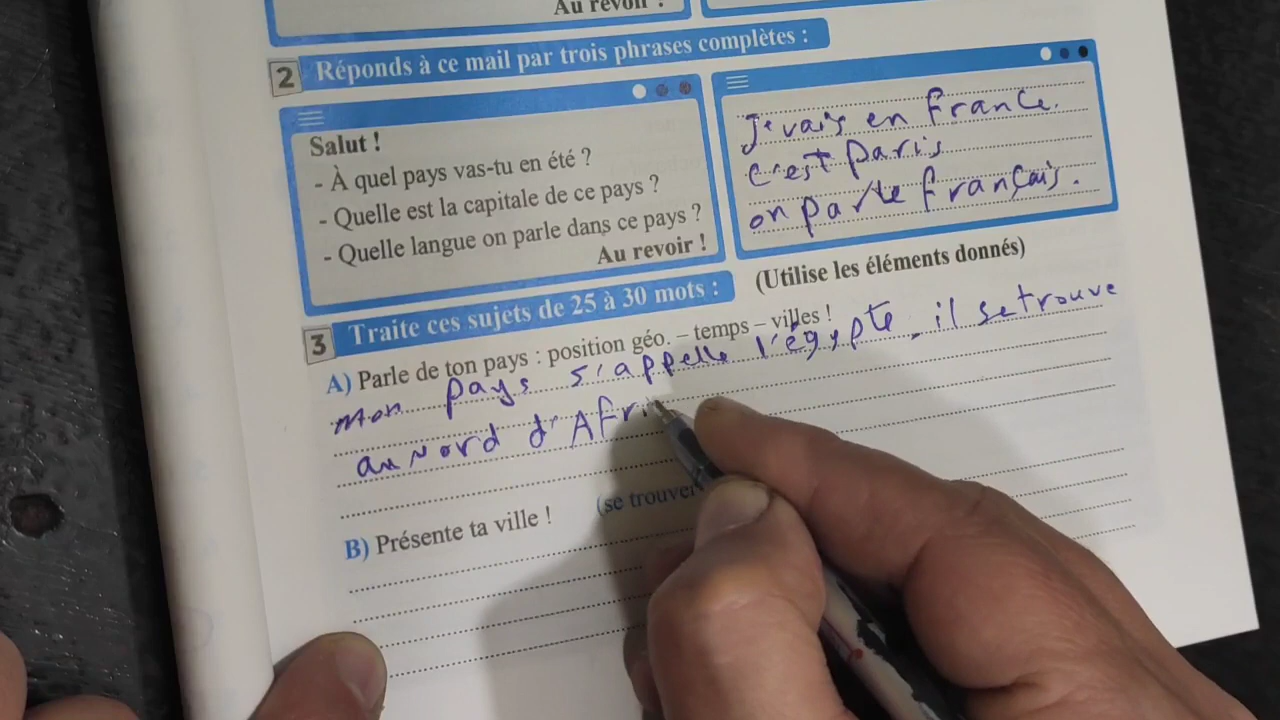 Au revoir !
2 Réponds à ce mail par trois phrases complètes :
Salut !
- À quel pays vas-tu en été ?
- Quelle est la capitale de ce pays ?
- Quelle langue on parle dans ce pays ?
Au revoir !
je vais en france.
c'est paris
on parle français.
3 Traite ces sujets de 25 à 30 mots : (Utilise les éléments donnés)
A) Parle de ton pays : position géo. – temps – villes !
mon pays s'appelle l'égypte. il se trouve
au Nord d'Afri
B) Présente ta ville ! (se trouver